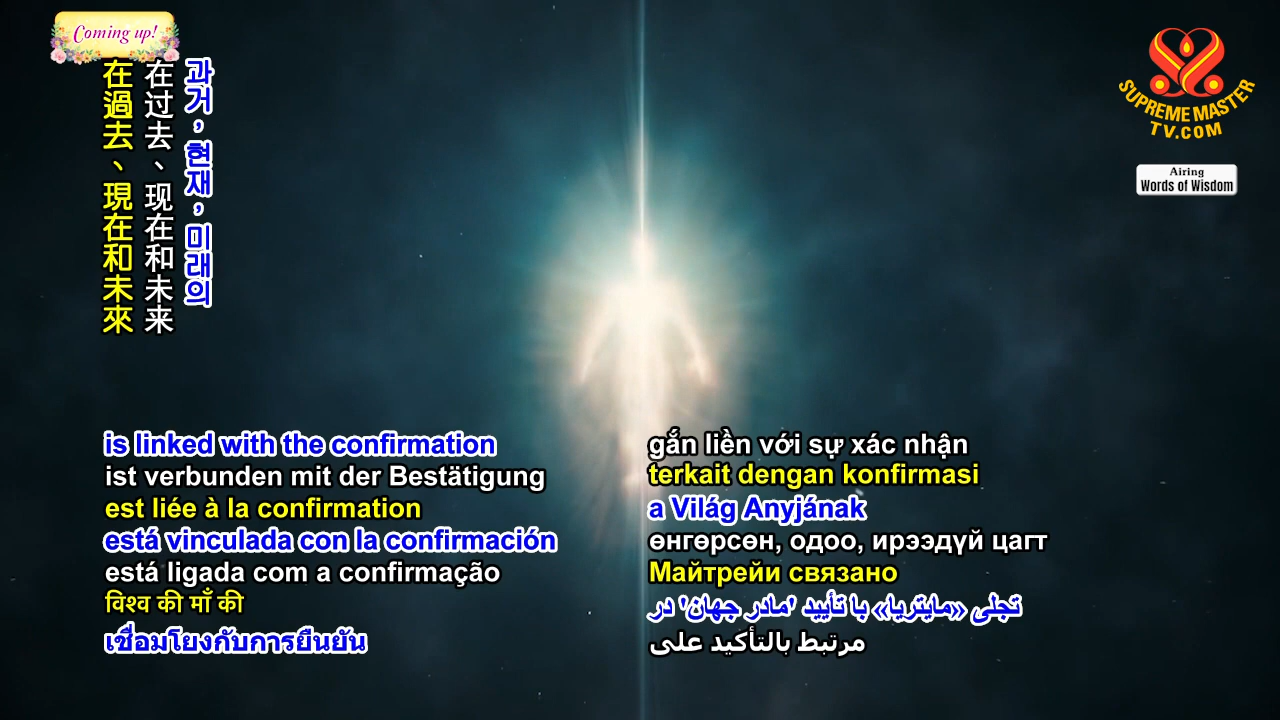 Coming up!
在過去、現在和未來
在过去、现在和未来
과거, 현재, 미래의
SUPREME MASTER
TV.COM
Airing
Words of Wisdom
is linked with the confirmation
ist verbunden mit der Bestätigung
est liée à la confirmation
está vinculada con la confirmación
está ligada com a confirmação
विश्व की माँ की
เชื่อมโยงกับการยืนยัน
gắn liền với sự xác nhận
terkait dengan konfirmasi
a Világ Anyjának
өнгөрсөн, одоо, ирээдүй цагт
Майтрейи связано
تجلی «مایتریا» با تأیید 'مادر جهان' در
مرتبط بالتأكيد على